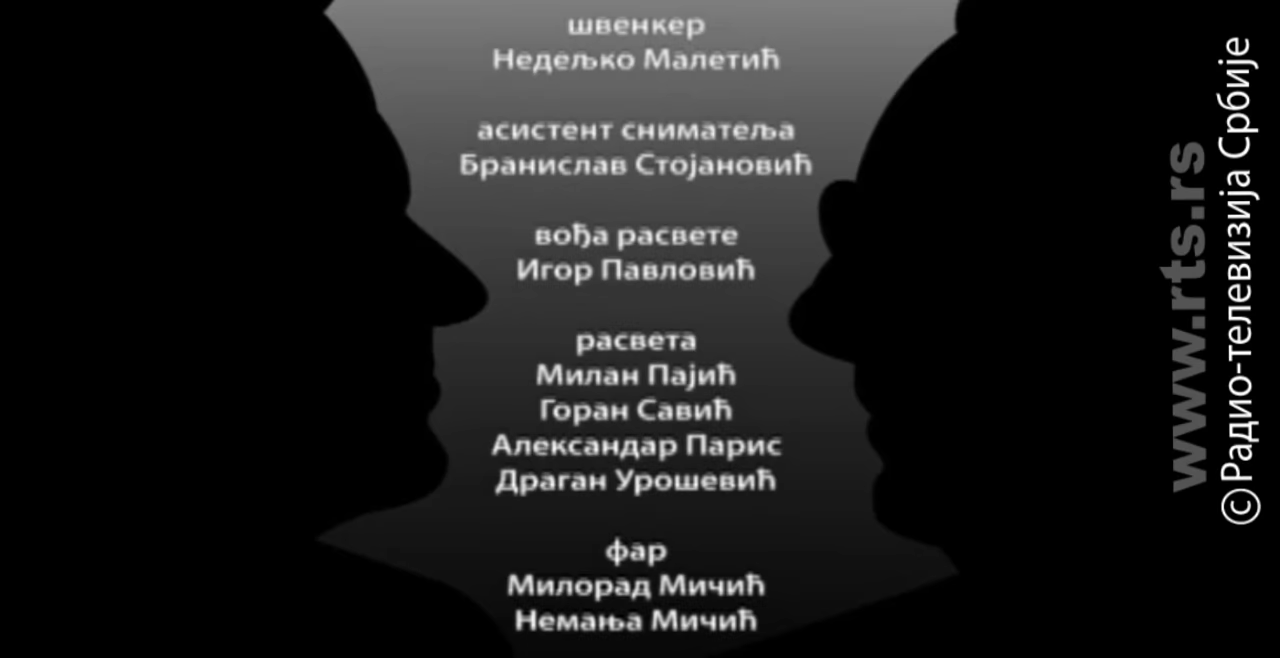 швенкер
Недељко Малетић
асистент сниматеља
Бранислав Стојановић
вођа расвете
Игор Павловић
расвета
Милан Пајић
Горан Савић
Александар Парис
Драган Урошевић
фар
Милорад Мичић
Немања Мичић
www.rts.rs
©Радио-телевизија Србије